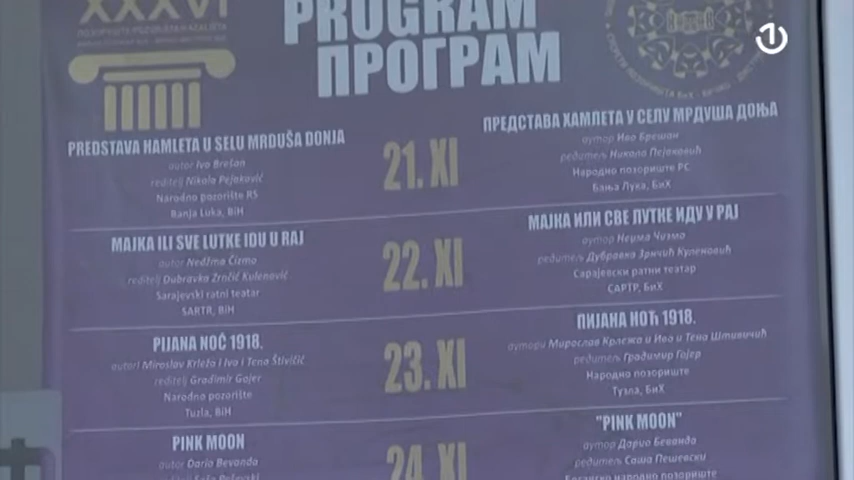 XXXVI
PROGRAM
ПРОГРАМ
PREDSTAVA HAMLETA U SELU MRDUŠA DONJA
autor Ivo Brešan
reditelj Nikola Pejaković
Narodno pozorište RS
Banja Luka, BiH
21. XI
ПРЕДСТАВА ХАМЛЕТА У СЕЛУ МРДУША ДОЊА
аутор Иво Брешан
редитељ Никола Пејаковић
Народно позориште РС
Бања Лука, БиХ
MAJKA ILI SVE LUTKE IDU U RAJ
autor Nedžma Čizmo
reditelj Dubravka Zrnčić Kulenović
Sarajevski ratni teatar
SARTR, BiH
22. XI
МАЈКА ИЛИ СВЕ ЛУТКЕ ИДУ У РАЈ
аутор Неџма Чизмо
редитељ Дубравка Зрнчић Куленовић
Сарајевски ратни театар
САРТР, БиХ
PIJANA NOĆ 1918.
autori Miroslav Krleža i Ivo i Tena Štivičić
reditelj Gradimir Gojer
Narodno pozorište
Tuzla, BiH
23. XI
ПИЈАНА НОЋ 1918.
аутори Мирослав Крлежа и Иво и Тена Штивичић
редитељ Градимир Гојер
Народно позориште
Тузла, БиХ
PINK MOON
autor Dario Bevanda
24. XI
"PINK MOON"
аутор Дарио Беванда
редитељ Саша Пешевски
народно позориште